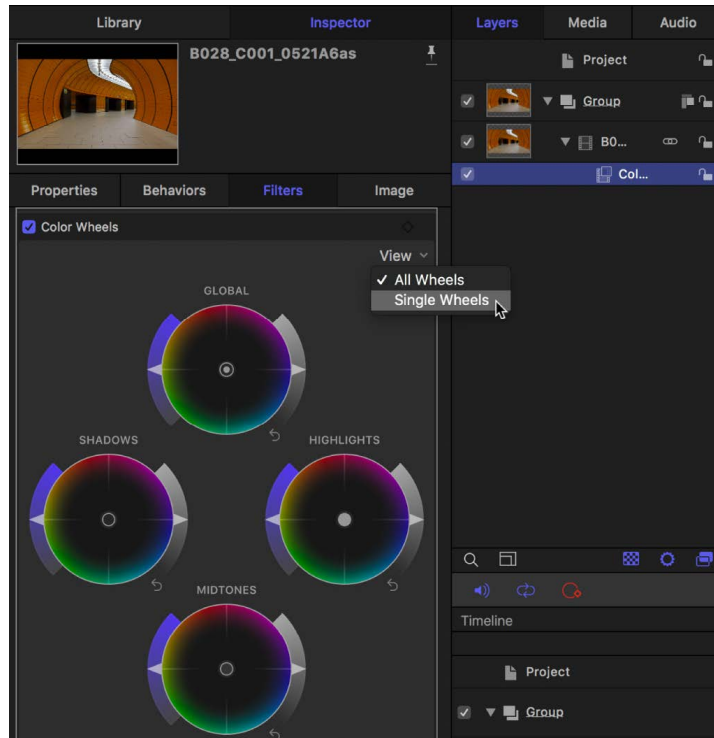 Library
Inspector
B028_C001_0521A6as
Properties
Behaviors
Filters
Image
Color Wheels
View
All Wheels
Single Wheels
GLOBAL
SHADOWS
HIGHLIGHTS
MIDTONES
Layers
Media
Audio
Project
Group
B0...
Col...
Timeline
Project
Group